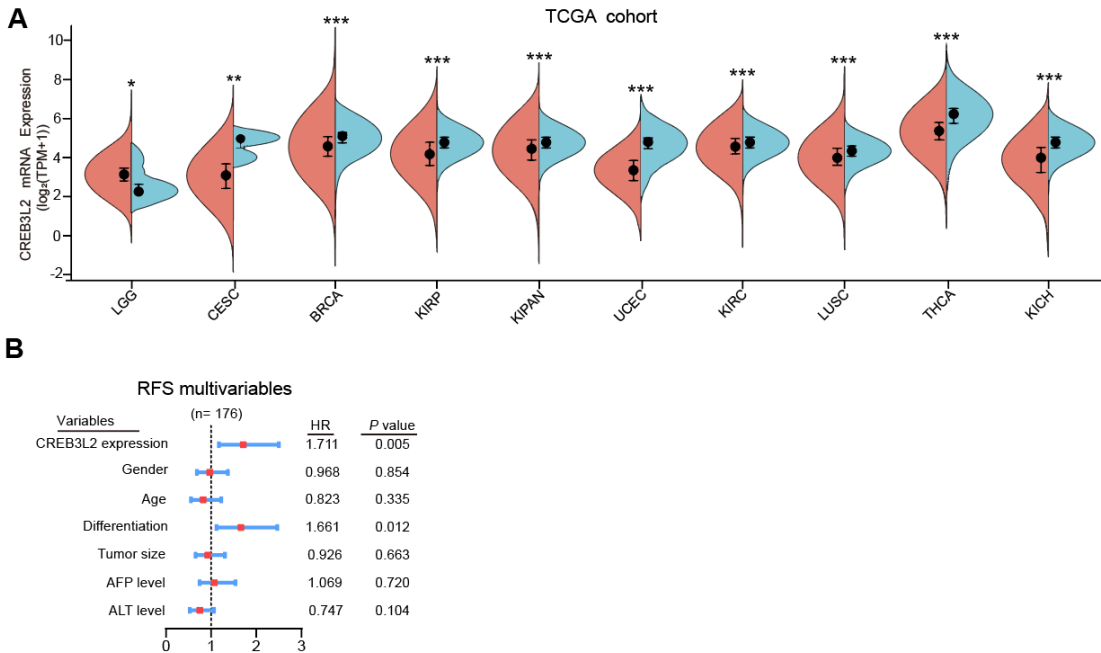 A
TCGA cohort
CREB3L2 mRNA Expression
(log₂(TPM+1))
10
8
6
4
2
0
-2
* ** *** *** *** *** *** *** *** ***
LGG CESC BRCA KIRP KIPAN UCEC KIRC LUSC THCA KICH
B
RFS multivariables
(n= 176)
Variables HR P value
CREB3L2 expression 1.711 0.005
Gender 0.968 0.854
Age 0.823 0.335
Differentiation 1.661 0.012
Tumor size 0.926 0.663
AFP level 1.069 0.720
ALT level 0.747 0.104
0 1 2 3